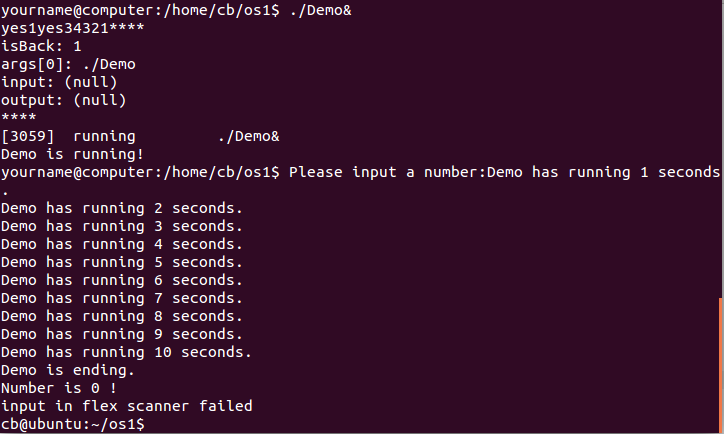 yourname@computer:/home/cb/os1$ ./Demo&
yes1yes34321****
isBack: 1
args[0]: ./Demo
input: (null)
output: (null)
****
[3059]  running         ./Demo&
Demo is running!
yourname@computer:/home/cb/os1$ Please input a number:Demo has running 1 seconds
.
Demo has running 2 seconds.
Demo has running 3 seconds.
Demo has running 4 seconds.
Demo has running 5 seconds.
Demo has running 6 seconds.
Demo has running 7 seconds.
Demo has running 8 seconds.
Demo has running 9 seconds.
Demo has running 10 seconds.
Demo is ending.
Number is 0 !
input in flex scanner failed
cb@ubuntu:~/os1$